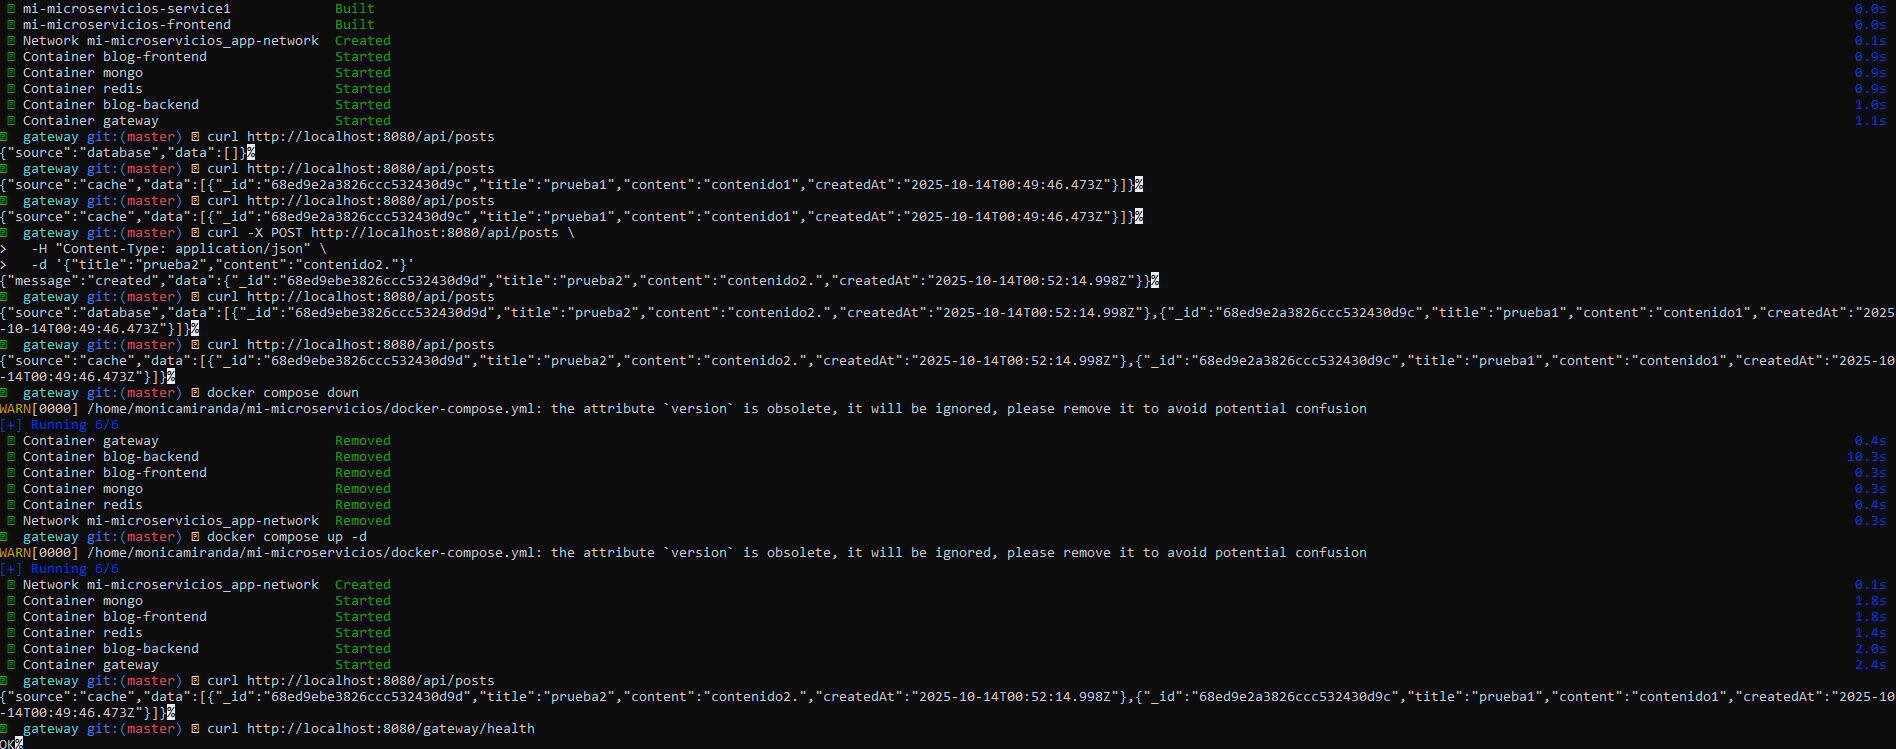 mi-microservicios-service1 Built 0.0s
mi-microservicios-frontend Built 0.0s
Network mi-microservicios_app-network Created 0.1s
Container blog-frontend Started 0.9s
Container mongo Started 0.9s
Container redis Started 0.9s
Container blog-backend Started 1.0s
Container gateway Started 1.1s
gateway git:(master) curl http://localhost:8080/api/posts
{"source":"database","data":[]}%
gateway git:(master) curl http://localhost:8080/api/posts
{"source":"cache","data":[{"_id":"68ed9e2a3826ccc532430d9c","title":"prueba1","content":"contenido1","createdAt":"2025-10-14T00:49:46.473Z"}]}%
gateway git:(master) curl http://localhost:8080/api/posts
{"source":"cache","data":[{"_id":"68ed9e2a3826ccc532430d9c","title":"prueba1","content":"contenido1","createdAt":"2025-10-14T00:49:46.473Z"}]}%
gateway git:(master) curl -X POST http://localhost:8080/api/posts \
> -H "Content-Type: application/json" \
> -d '{"title":"prueba2","content":"contenido2."}'
{"message":"created","data":{"_id":"68ed9ebe3826ccc532430d9d","title":"prueba2","content":"contenido2.","createdAt":"2025-10-14T00:52:14.998Z"}}%
gateway git:(master) curl http://localhost:8080/api/posts
{"source":"database","data":[{"_id":"68ed9ebe3826ccc532430d9d","title":"prueba2","content":"contenido2.","createdAt":"2025-10-14T00:52:14.998Z"},{"_id":"68ed9e2a3826ccc532430d9c","title":"prueba1","content":"contenido1","createdAt":"2025
-10-14T00:49:46.473Z"}]}%
gateway git:(master) curl http://localhost:8080/api/posts
{"source":"cache","data":[{"_id":"68ed9ebe3826ccc532430d9d","title":"prueba2","content":"contenido2.","createdAt":"2025-10-14T00:52:14.998Z"},{"_id":"68ed9e2a3826ccc532430d9c","title":"prueba1","content":"contenido1","createdAt":"2025-10
-14T00:49:46.473Z"}]}%
gateway git:(master) docker compose down
WARN[0000] /home/monicamiranda/mi-microservicios/docker-compose.yml: the attribute `version` is obsolete, it will be ignored, please remove it to avoid potential confusion
[+] Running 6/6
Container gateway Removed 0.4s
Container blog-backend Removed 10.3s
Container blog-frontend Removed 0.3s
Container mongo Removed 0.3s
Container redis Removed 0.4s
Network mi-microservicios_app-network Removed 0.3s
gateway git:(master) docker compose up -d
WARN[0000] /home/monicamiranda/mi-microservicios/docker-compose.yml: the attribute `version` is obsolete, it will be ignored, please remove it to avoid potential confusion
[+] Running 6/6
Network mi-microservicios_app-network Created 0.1s
Container mongo Started 1.8s
Container blog-frontend Started 1.8s
Container redis Started 1.4s
Container blog-backend Started 2.0s
Container gateway Started 2.4s
gateway git:(master) curl http://localhost:8080/api/posts
{"source":"cache","data":[{"_id":"68ed9ebe3826ccc532430d9d","title":"prueba2","content":"contenido2.","createdAt":"2025-10-14T00:52:14.998Z"},{"_id":"68ed9e2a3826ccc532430d9c","title":"prueba1","content":"contenido1","createdAt":"2025-10
-14T00:49:46.473Z"}]}%
gateway git:(master) curl http://localhost:8080/gateway/health
OK%